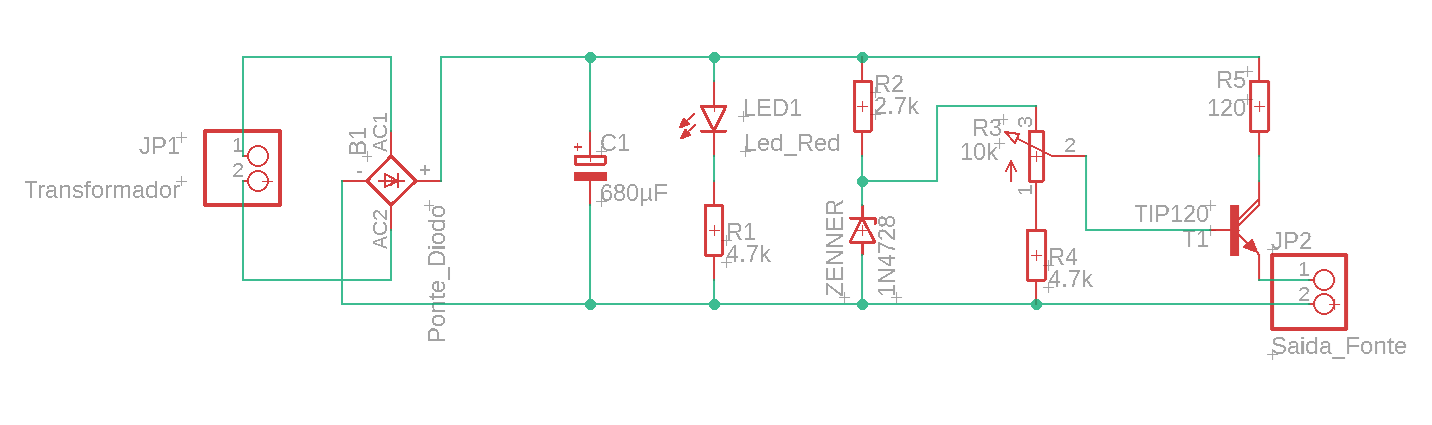 JP1
1
2
Transformador
B1
AC1
-
+
AC2
Ponte_Diodo
+
C1
680µF
LED1
Led_Red
R1
4.7k
R2
2.7k
ZENNER
1N4728
R3
10k
3
2
1
R4
4.7k
R5
120
TIP120
T1
JP2
1
2
Saida_Fonte